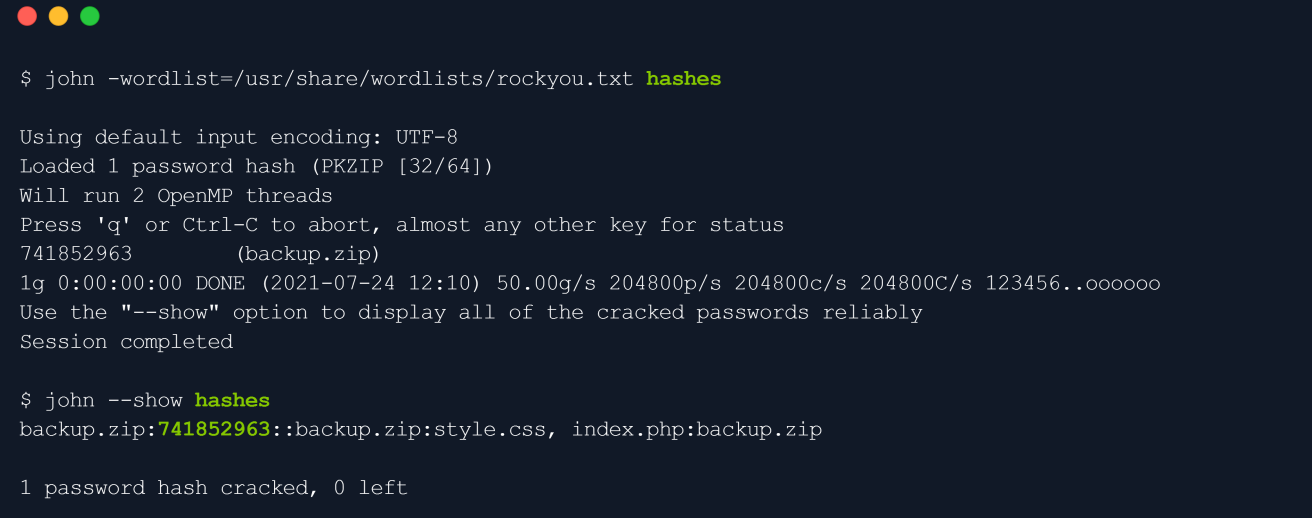 $ john -wordlist=/usr/share/wordlists/rockyou.txt hashes
Using default input encoding: UTF-8
Loaded 1 password hash (PKZIP [32/64])
Will run 2 OpenMP threads
Press 'q' or Ctrl-C to abort, almost any other key for status
741852963        (backup.zip)
1g 0:00:00:00 DONE (2021-07-24 12:10) 50.00g/s 204800p/s 204800c/s 204800C/s 123456..oooooo
Use the "--show" option to display all of the cracked passwords reliably
Session completed
$ john --show hashes
backup.zip:741852963::backup.zip:style.css, index.php:backup.zip
1 password hash cracked, 0 left